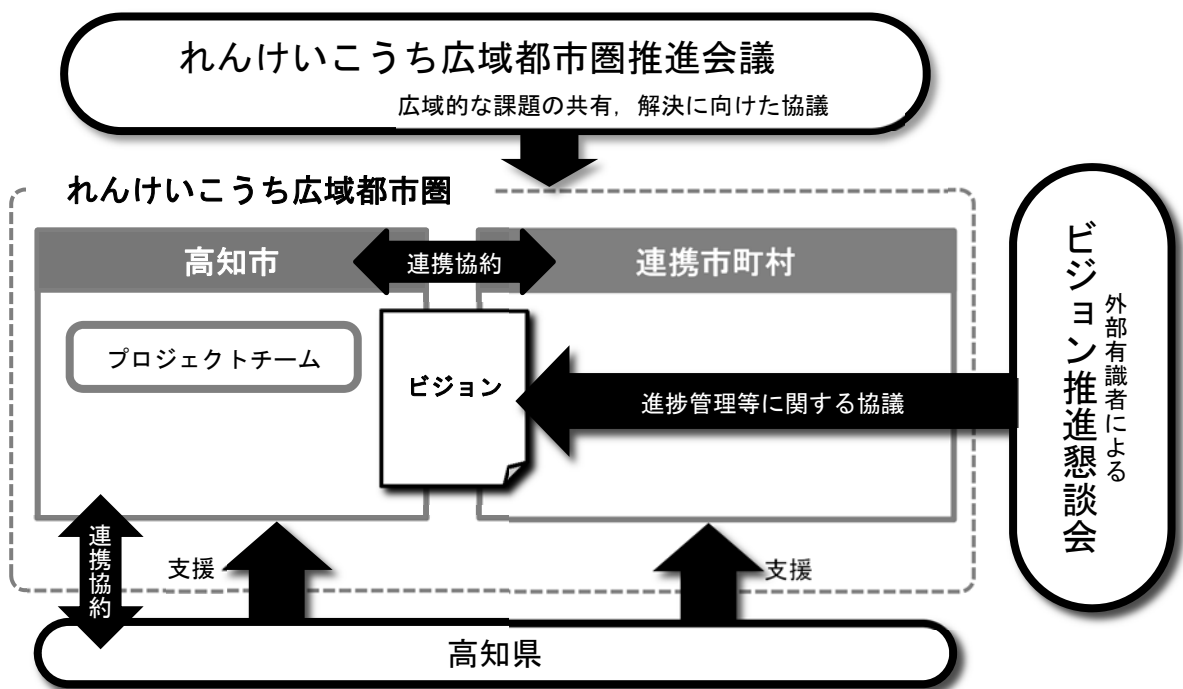 れんけいこうち広域都市圏推進会議
広域的な課題の共有，解決に向けた協議
れんけいこうち広域都市圏
高知市
連携協約
連携市町村
プロジェクトチーム
ビジョン
進捗管理等に関する協議
外部有識者による
ビジョン推進懇談会
連携協約
支援
支援
高知県